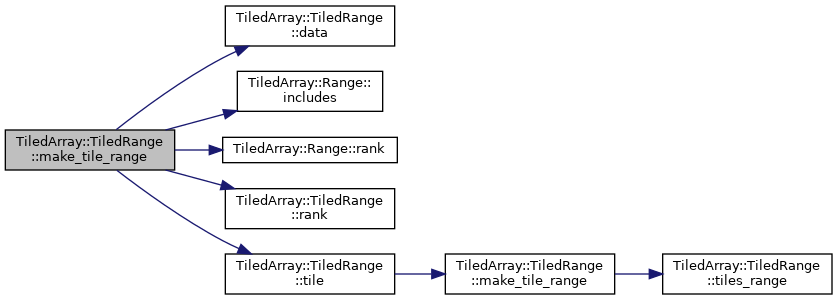 TiledArray::TiledRange
::data
TiledArray::Range::
includes
TiledArray::TiledRange
::make_tile_range
TiledArray::Range::rank
TiledArray::TiledRange
::rank
TiledArray::TiledRange
::tile
TiledArray::TiledRange
::make_tile_range
TiledArray::TiledRange
::tiles_range